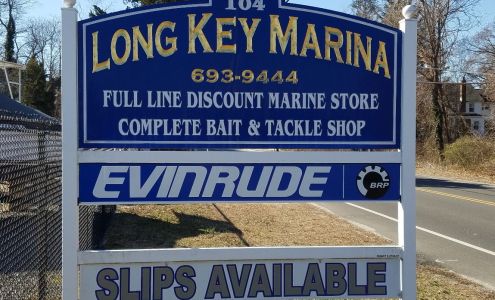 104
LONG KEY MARINA
693-9444
FULL LINE DISCOUNT MARINE STORE
COMPLETE BAIT & TACKLE SHOP
EVINRUDE
BRP
SLIPS AVAILABLE